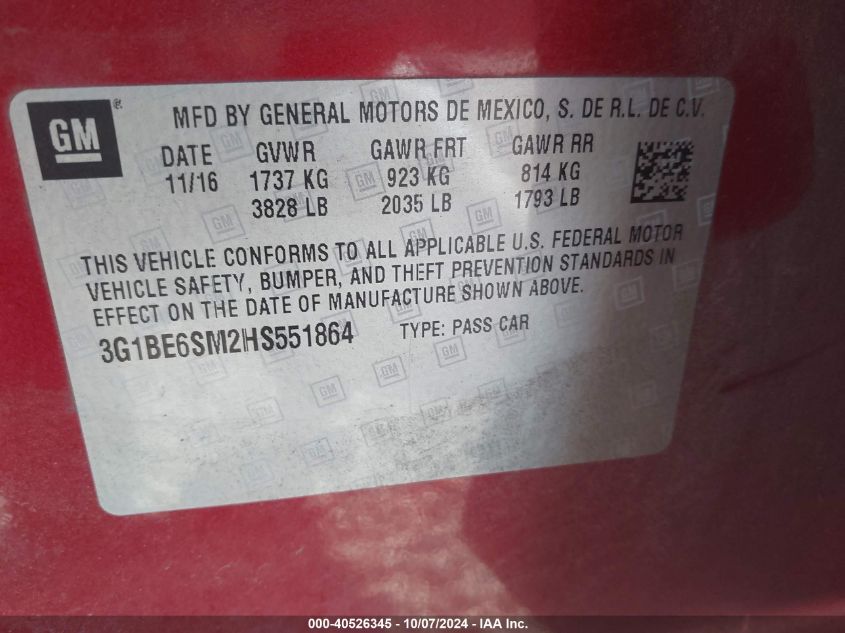 GM ®
MFD BY GENERAL MOTORS DE MEXICO, S. DE R.L. DE C.V.
DATE GVWR GAWR FRT GAWR RR
11/16 1737 KG 923 KG 814 KG
3828 LB 2035 LB 1793 LB
THIS VEHICLE CONFORMS TO ALL APPLICABLE U.S. FEDERAL MOTOR
VEHICLE SAFETY, BUMPER, AND THEFT PREVENTION STANDARDS IN
EFFECT ON THE DATE OF MANUFACTURE SHOWN ABOVE.
3G1BE6SM2HS551864 TYPE: PASS CAR
000-40526345 - 10/07/2024 - IAA Inc.